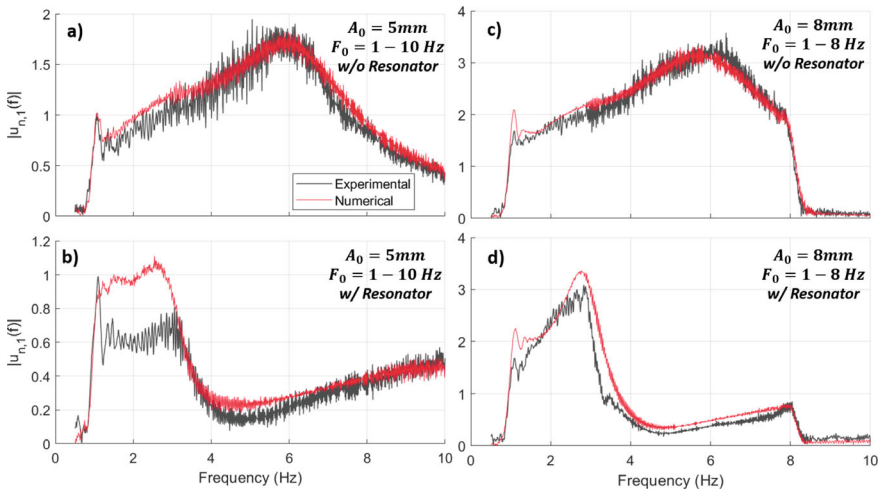 a)
A₀ = 5mm
F₀ = 1 − 10 Hz
w/o Resonator
2
1.5
1
0.5
0
|u_{n,1}(f)|
Experimental
Numerical
c)
A₀ = 8mm
F₀ = 1 − 8 Hz
w/o Resonator
4
3
2
1
0
b)
A₀ = 5mm
F₀ = 1 − 10 Hz
w/ Resonator
1.2
1
0.8
0.6
0.4
0.2
0
|u_{n,1}(f)|
0 2 4 6 8 10
Frequency (Hz)
d)
A₀ = 8mm
F₀ = 1 − 8 Hz
w/ Resonator
4
3
2
1
0
0 2 4 6 8 10
Frequency (Hz)